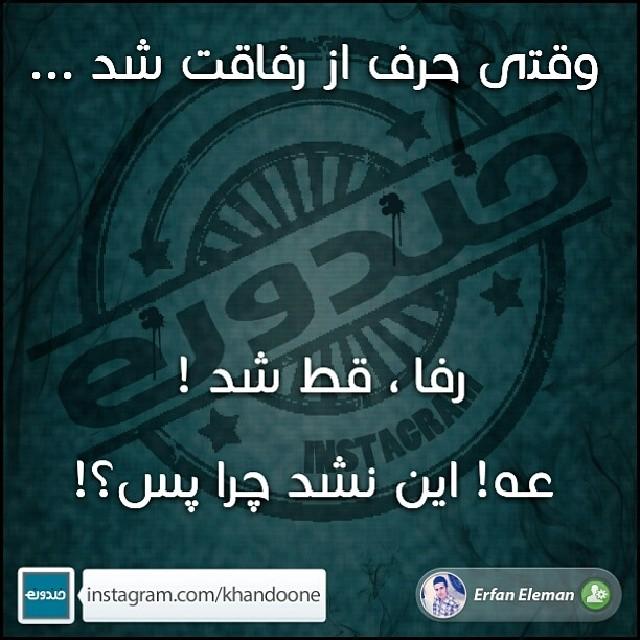 وقتی حرف از رفاقت شد ...
خندونه
رفا ، قط شد !
INSTAGRAM
عه! این نشد چرا پس؟!
خندونه
instagram.com/khandoone
Erfan Eleman